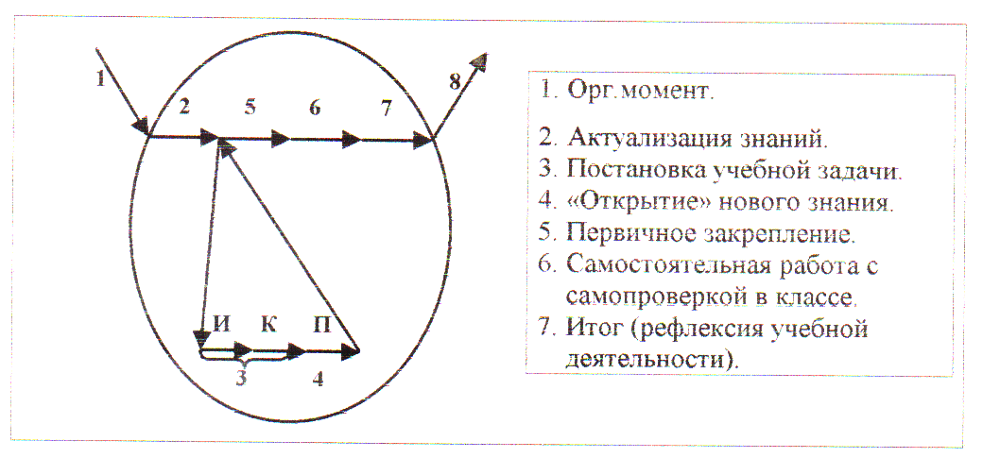 1
8
2 5 6 7
И К П
3 4
1. Орг.момент.
2. Актуализация знаний.
3. Постановка учебной задачи.
4. «Открытие» нового знания.
5. Первичное закрепление.
6. Самостоятельная работа с
самопроверкой в классе.
7. Итог (рефлексия учебной
деятельности).